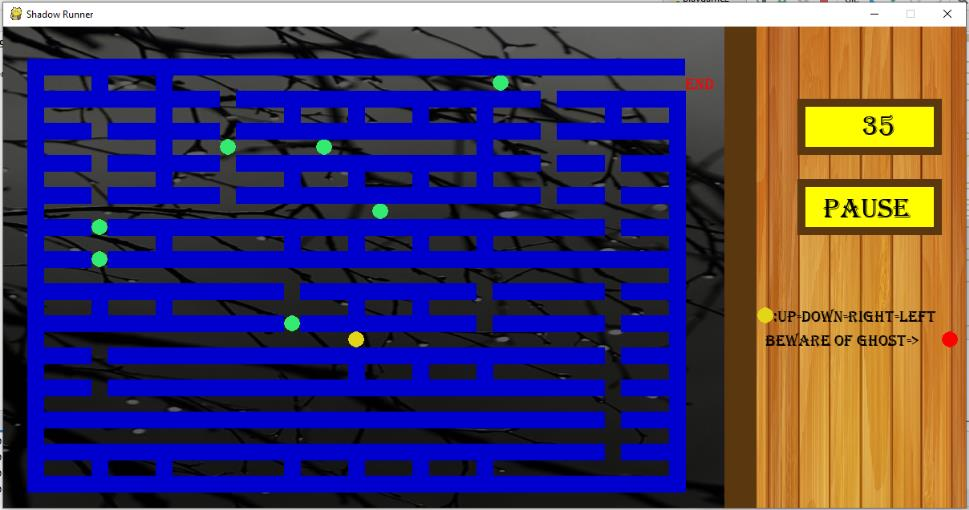 Shadow Runner
END
35
PAUSE
:UP=DOWN=RIGHT=LEFT
BEWARE OF GHOST=>